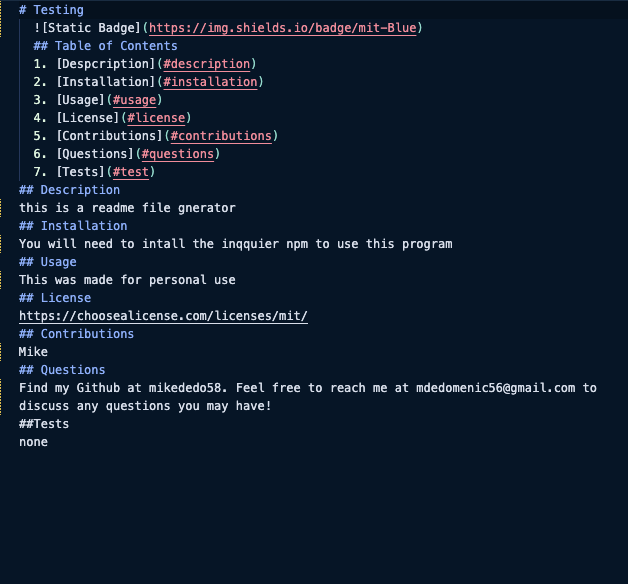 # Testing
![Static Badge](https://img.shields.io/badge/mit-Blue)
## Table of Contents
1. [Despcription](#description)
2. [Installation](#installation)
3. [Usage](#usage)
4. [License](#license)
5. [Contributions](#contributions)
6. [Questions](#questions)
7. [Tests](#test)
## Description
this is a readme file gnerator
## Installation
You will need to intall the inqquier npm to use this program
## Usage
This was made for personal use
## License
https://choosealicense.com/licenses/mit/
## Contributions
Mike
## Questions
Find my Github at mikededo58. Feel free to reach me at mdedomenic56@gmail.com to
discuss any questions you may have!
##Tests
none